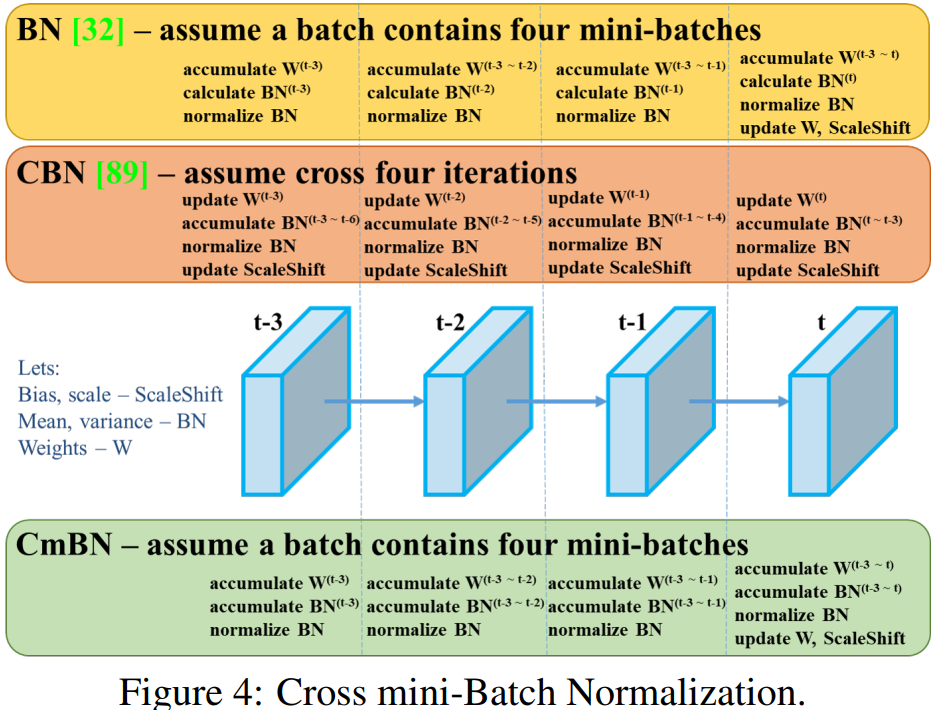 BN [32] – assume a batch contains four mini-batches
accumulate W(t-3)
calculate BN(t-3)
normalize BN
accumulate W(t-3 ~ t-2)
calculate BN(t-2)
normalize BN
accumulate W(t-3 ~ t-1)
calculate BN(t-1)
normalize BN
accumulate W(t-3 ~ t)
calculate BN(t)
normalize BN
update W, ScaleShift
CBN [89] – assume cross four iterations
update W(t-3)
accumulate BN(t-3 ~ t-6)
normalize BN
update ScaleShift
update W(t-2)
accumulate BN(t-2 ~ t-5)
normalize BN
update ScaleShift
update W(t-1)
accumulate BN(t-1 ~ t-4)
normalize BN
update ScaleShift
update W(t)
accumulate BN(t ~ t-3)
normalize BN
update ScaleShift
t-3
t-2
t-1
t
Lets:
Bias, scale – ScaleShift
Mean, variance – BN
Weights – W
CmBN – assume a batch contains four mini-batches
accumulate W(t-3)
accumulate BN(t-3)
normalize BN
accumulate W(t-3 ~ t-2)
accumulate BN(t-3 ~ t-2)
normalize BN
accumulate W(t-3 ~ t-1)
accumulate BN(t-3 ~ t-1)
normalize BN
accumulate W(t-3 ~ t)
accumulate BN(t-3 ~ t)
normalize BN
update W, ScaleShift
Figure 4: Cross mini-Batch Normalization.